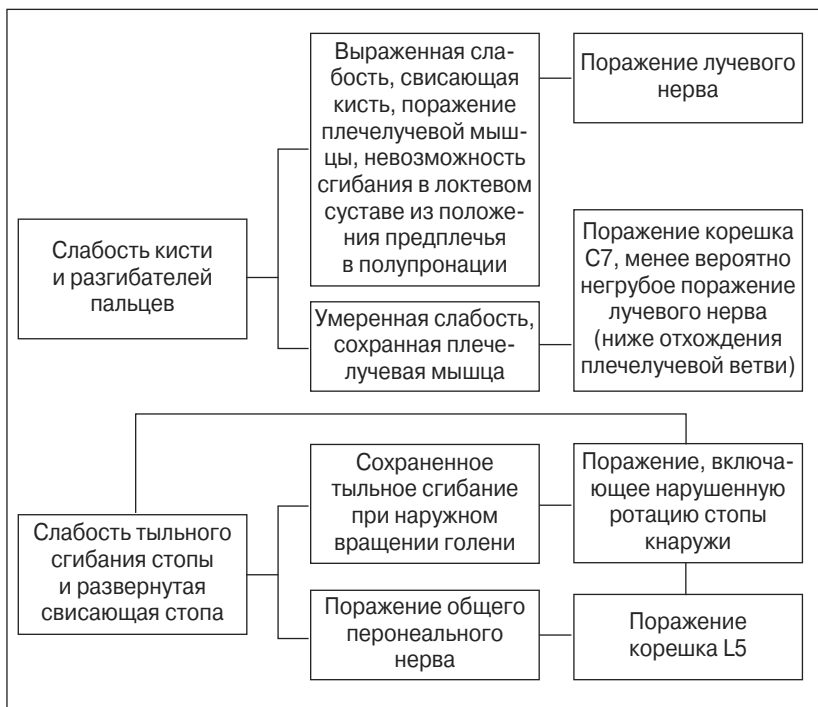 Выраженная сла-
бость, свисающая
кисть, поражение
плечелучевой мыш-
цы, невозможность
сгибания в локтевом
суставе из положе-
ния предплечья
в полупронации
Поражение лучевого
нерва
Слабость кисти
и разгибателей
пальцев
Умеренная слабость,
сохранная плече-
лучевая мышца
Поражение корешка
С7, менее вероятно
негрубое поражение
лучевого нерва
(ниже отхождения
плечелучевой ветви)
Слабость тыльного
сгибания стопы
и развернутая
свисающая стопа
Сохраненное
тыльное сгибание
при наружном
вращении голени
Поражение, включа-
ющее нарушенную
ротацию стопы
кнаружи
Поражение общего
перонеального
нерва
Поражение
корешка L5